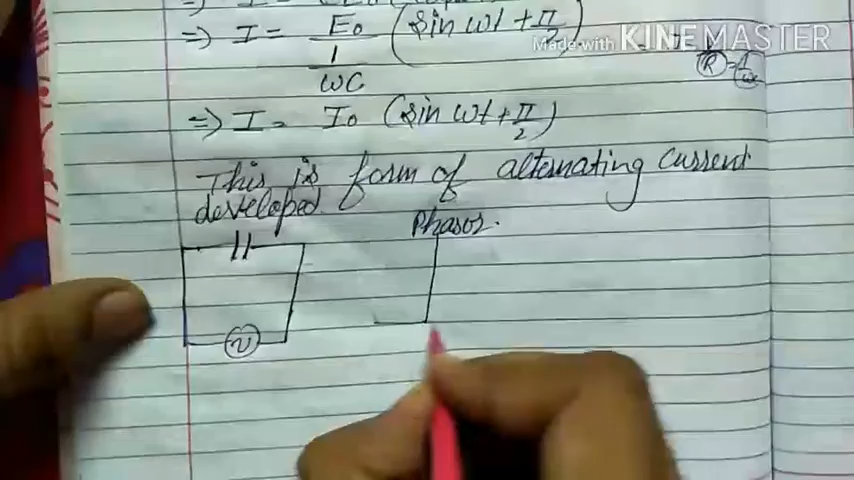 => I = E0 / (1/ωC) (sin ωt + π/2)
Made with KINEMASTER
=> I = I0 (sin ωt + π/2)
This is form of alternating current
developed.
Phasor.